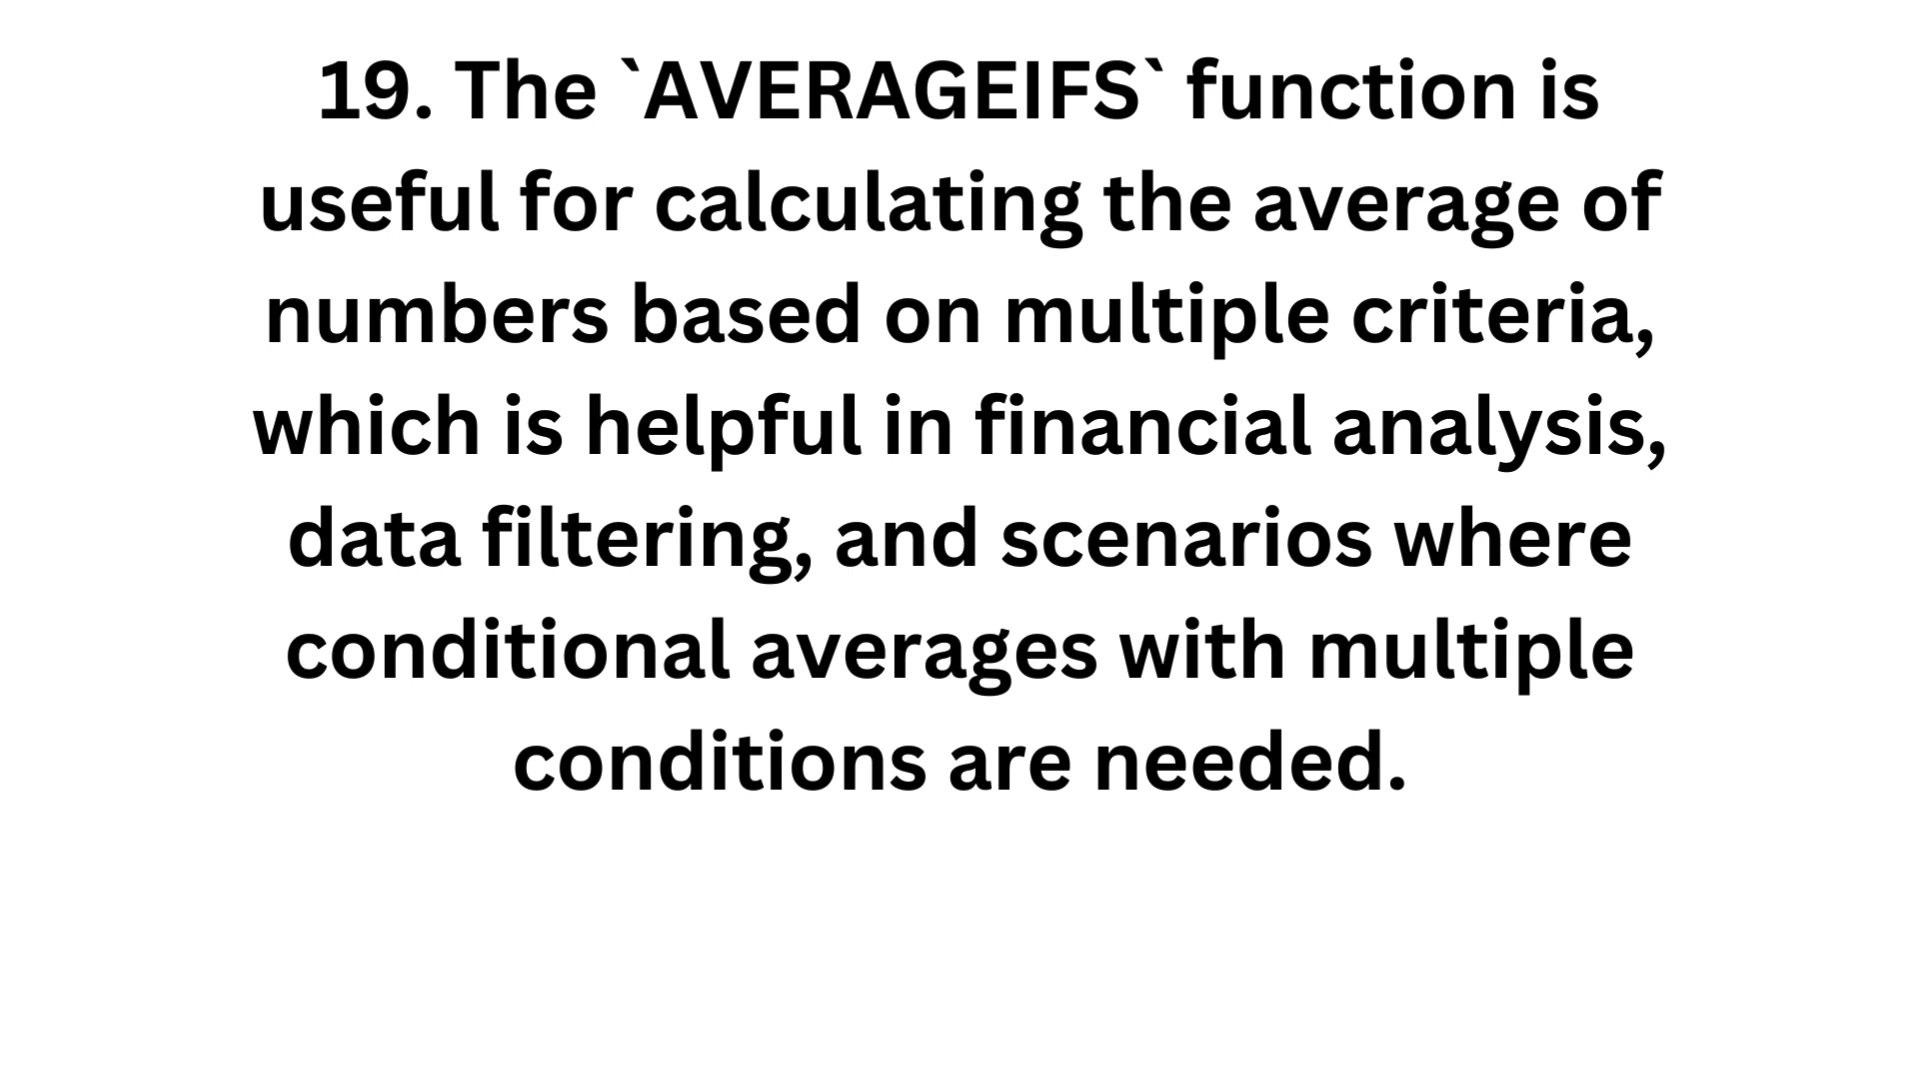 19. The `AVERAGEIFS` function is
useful for calculating the average of
numbers based on multiple criteria,
which is helpful in financial analysis,
data filtering, and scenarios where
conditional averages with multiple
conditions are needed.